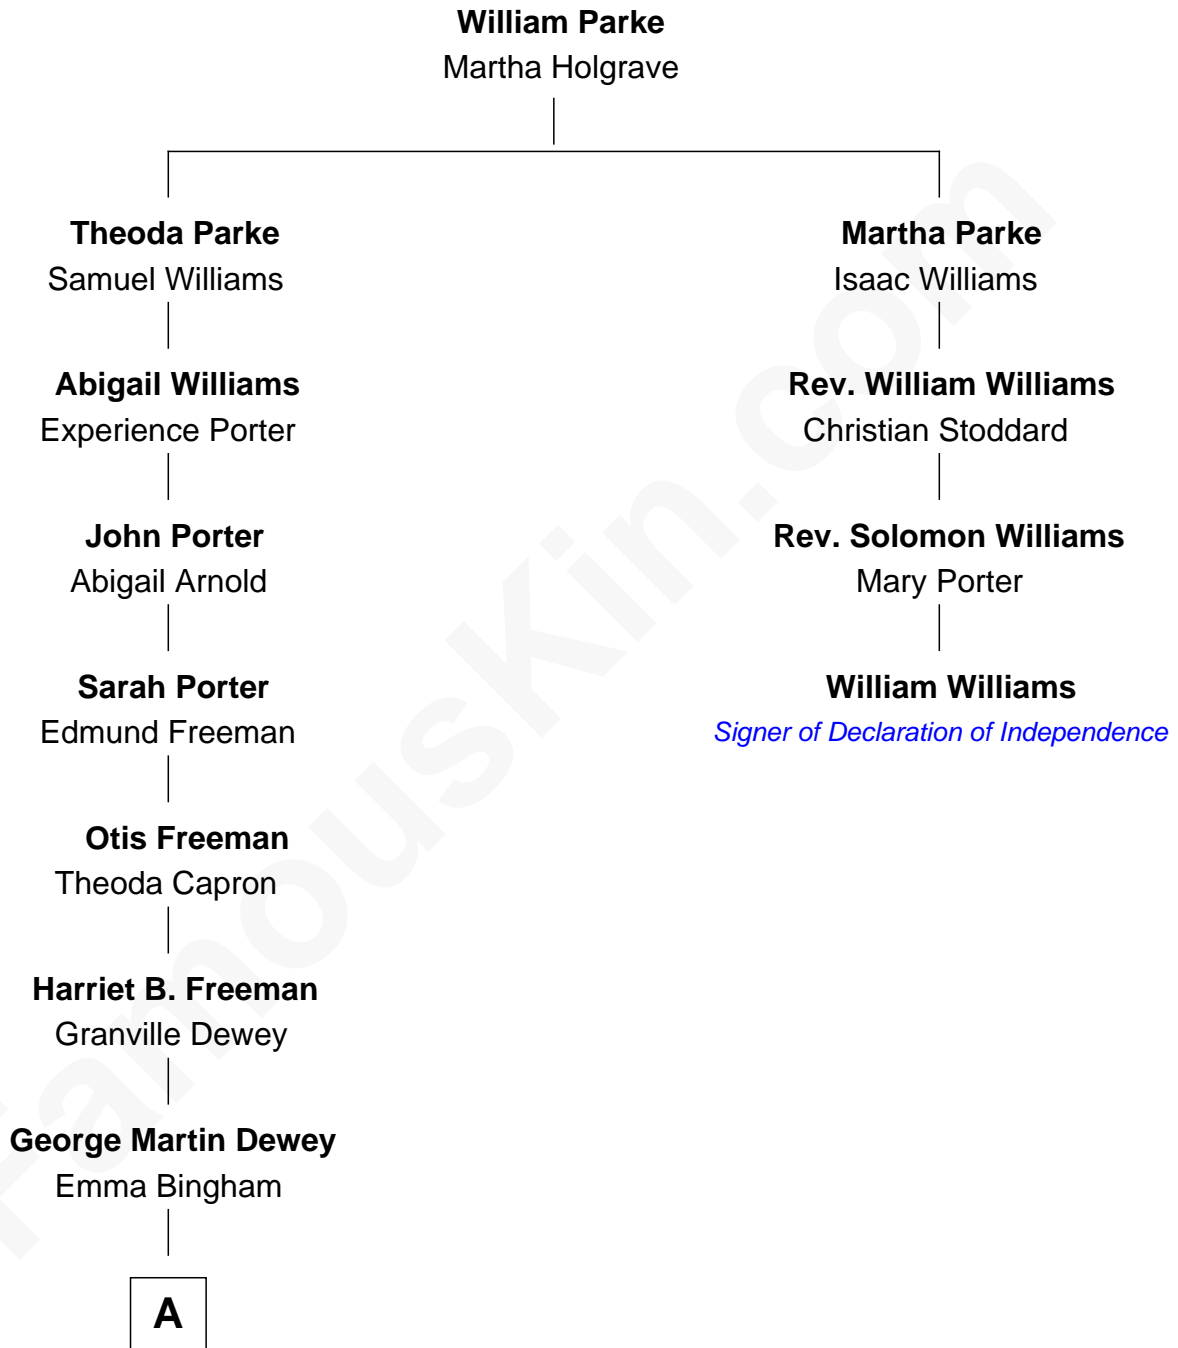 William Parke
Martha Holgrave
Theoda Parke
Samuel Williams
Martha Parke
Isaac Williams
Abigail Williams
Experience Porter
Rev. William Williams
Christian Stoddard
John Porter
Abigail Arnold
Rev. Solomon Williams
Mary Porter
Sarah Porter
Edmund Freeman
William Williams
Signer of Declaration of Independence
Otis Freeman
Theoda Capron
Harriet B. Freeman
Granville Dewey
George Martin Dewey
Emma Bingham
A
FamousKin.com